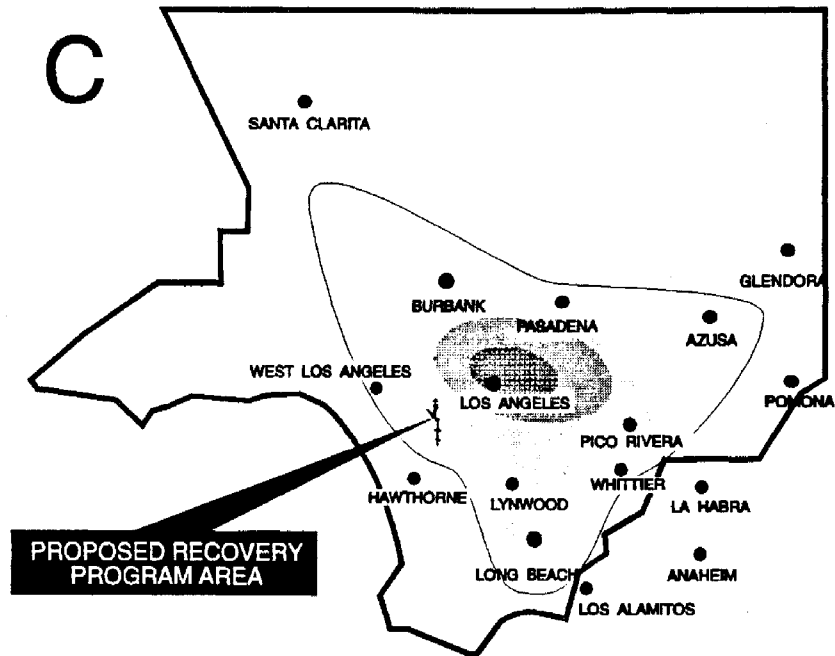 C
SANTA CLARITA
GLENDORA
BURBANK
PASADENA
AZUSA
WEST LOS ANGELES
LOS ANGELES
POMONA
PICO RIVERA
HAWTHORNE
LYNWOOD
WHITTIER
LA HABRA
PROPOSED RECOVERY
PROGRAM AREA
LONG BEACH
ANAHEIM
LOS ALAMITOS